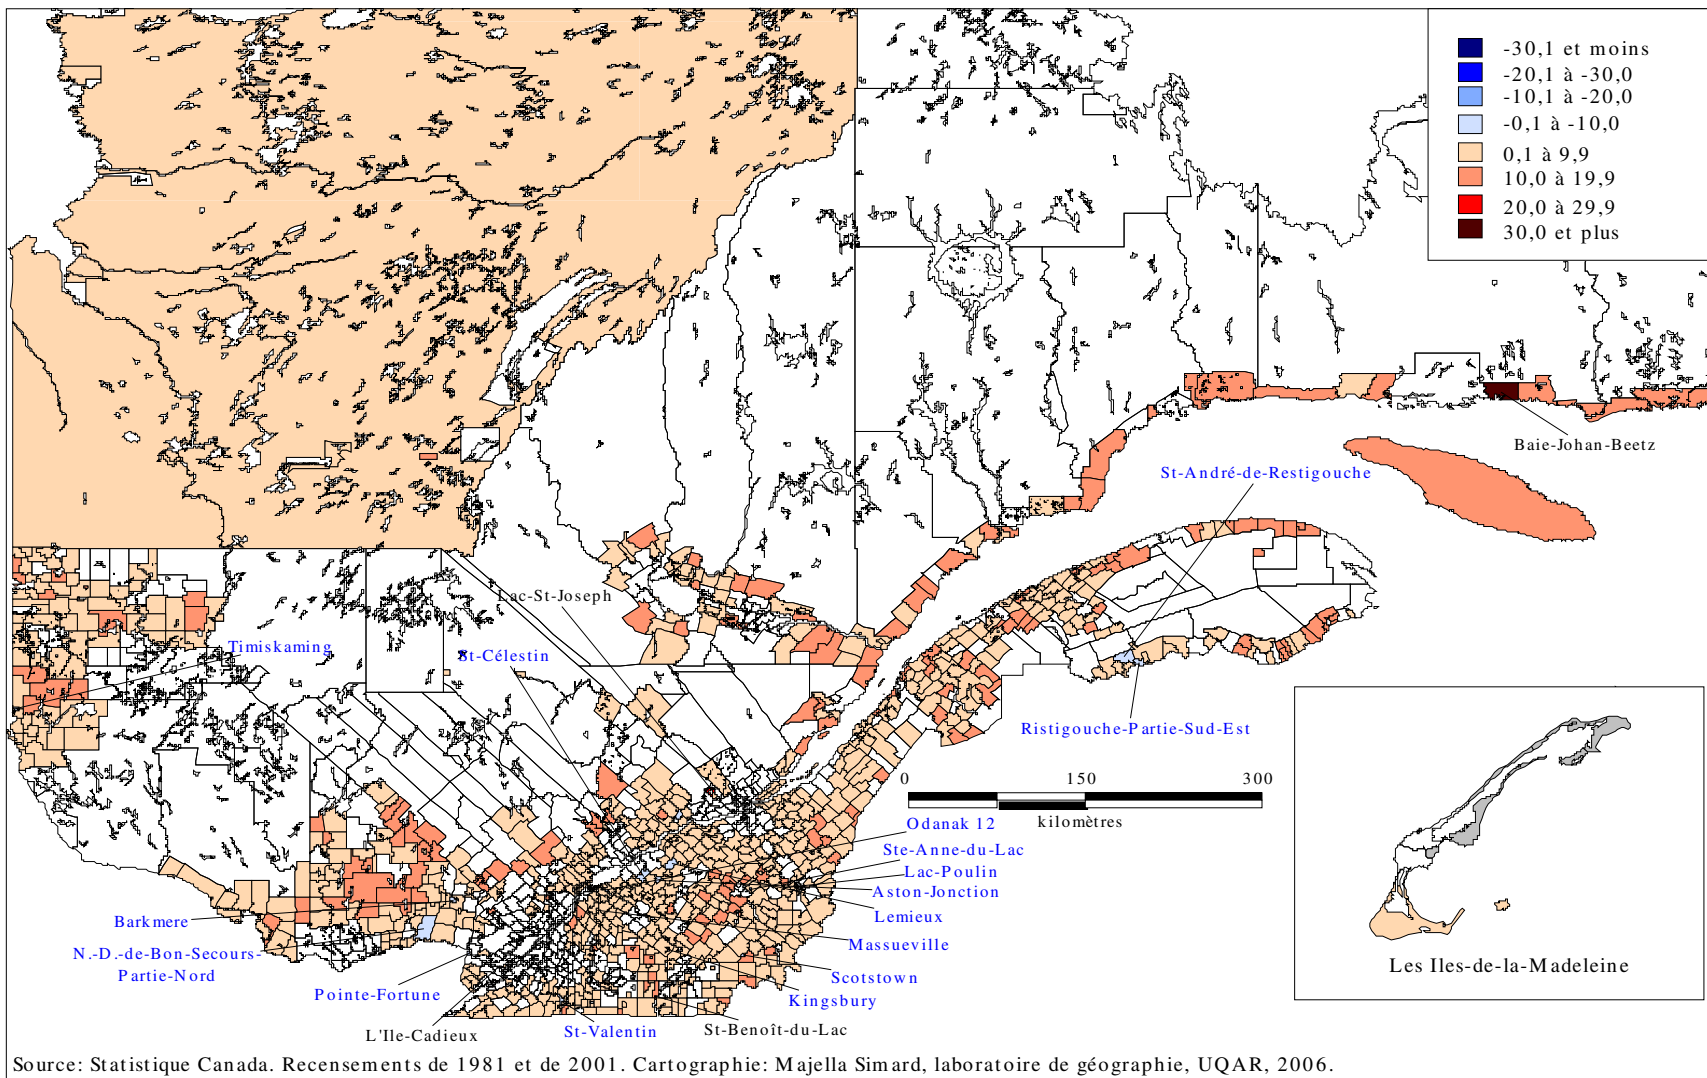 -30,1 et moins
-20,1 à -30,0
-10,1 à -20,0
-0,1 à -10,0
0,1 à 9,9
10,0 à 19,9
20,0 à 29,9
30,0 et plus
Baie-Johan-Beetz
St-André-de-Restigouche
Lac-St-Joseph
Timiskaming
St-Célestin
Ristigouche-Partie-Sud-Est
0 150 300
kilomètres
Odanak 12
Ste-Anne-du-Lac
Lac-Poulin
Aston-Jonction
Lemieux
Barkmere
Massueville
N.-D.-de-Bon-Secours-
Partie-Nord
Scotstown
Kingsbury
Pointe-Fortune
L'Ile-Cadieux
St-Valentin
St-Benoît-du-Lac
Les Iles-de-la-Madeleine
Source: Statistique Canada. Recensements de 1981 et de 2001. Cartographie: Majella Simard, laboratoire de géographie, UQAR, 2006.